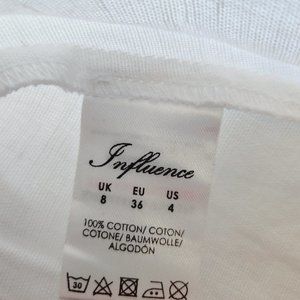 Influence
UK EU US
8 36 4
100% COTTON/ COTON/
COTONE/ BAUMWOLLE/
ALGODÓN
30